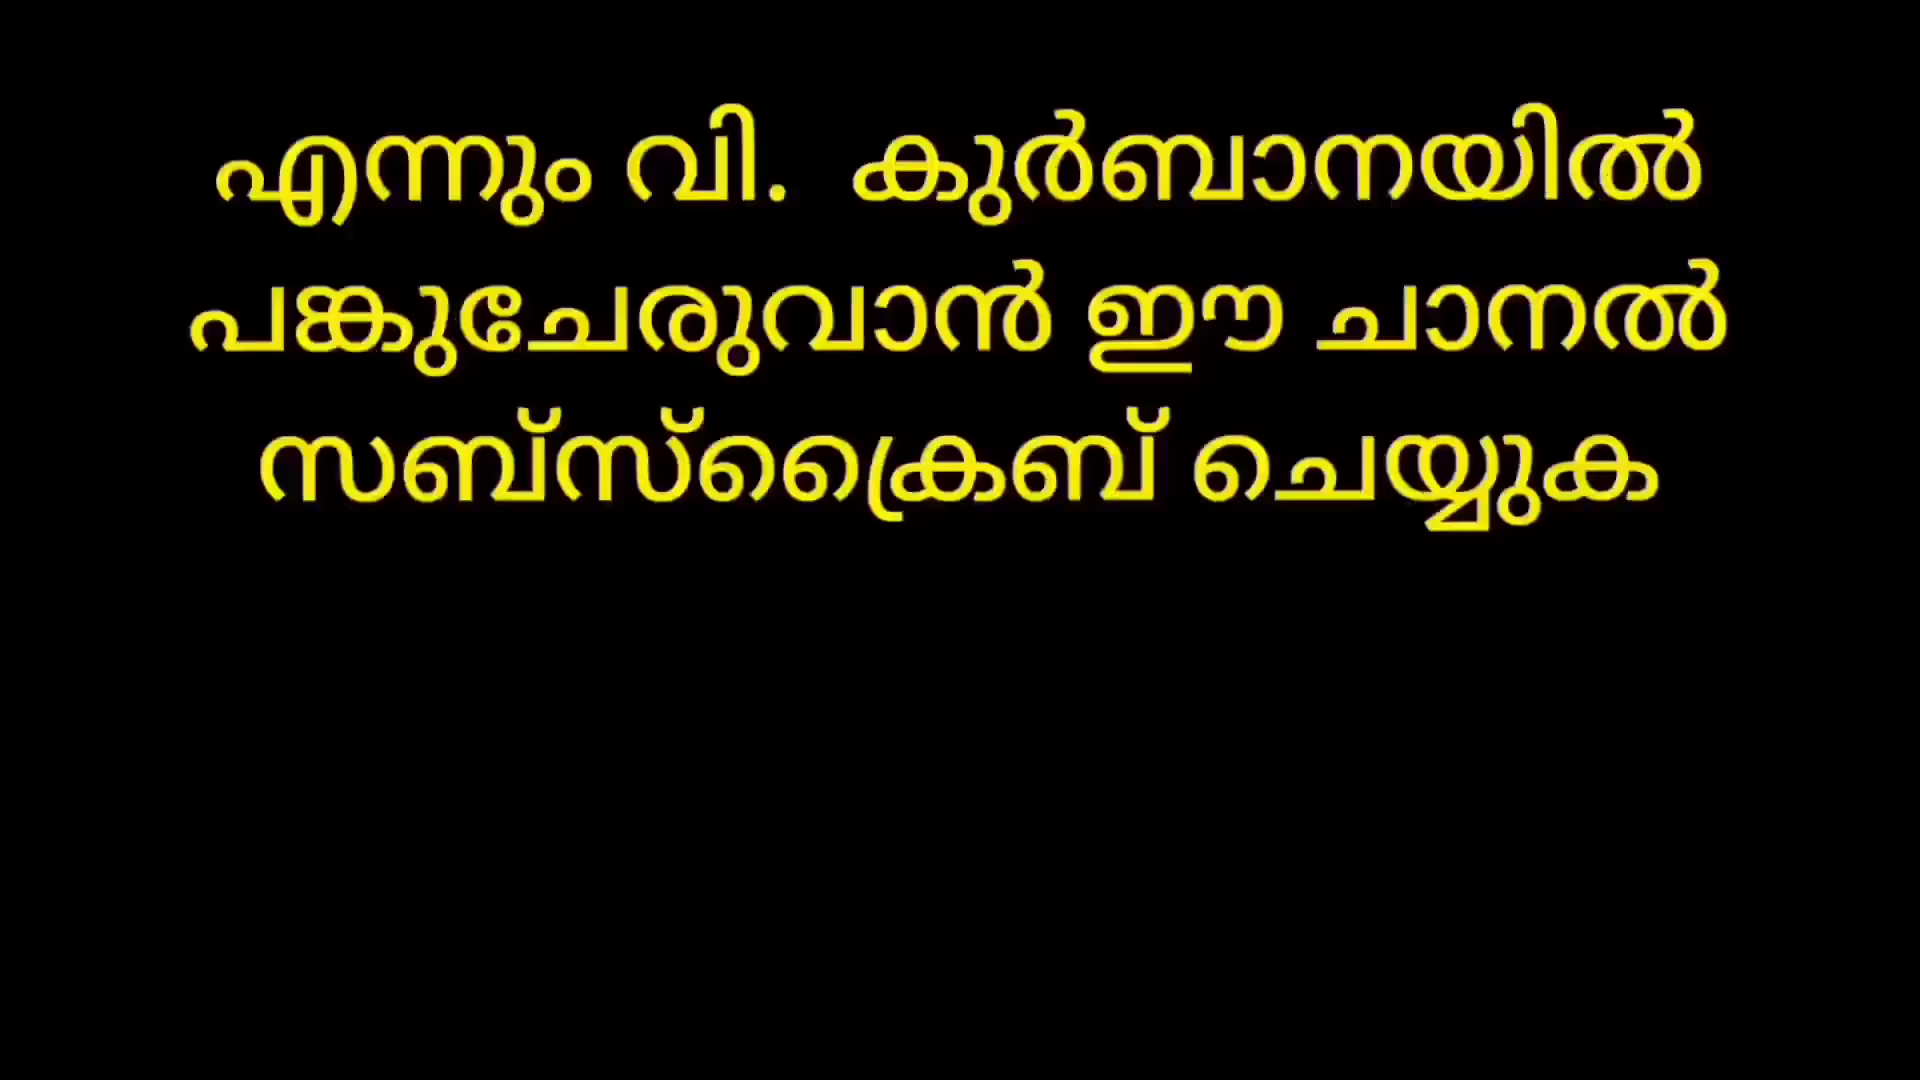 എന്നും വി. കുർബാനയിൽ
പങ്കുചേരുവാൻ ഈ ചാനൽ
സബ്സ്ക്രൈബ് ചെയ്യുക